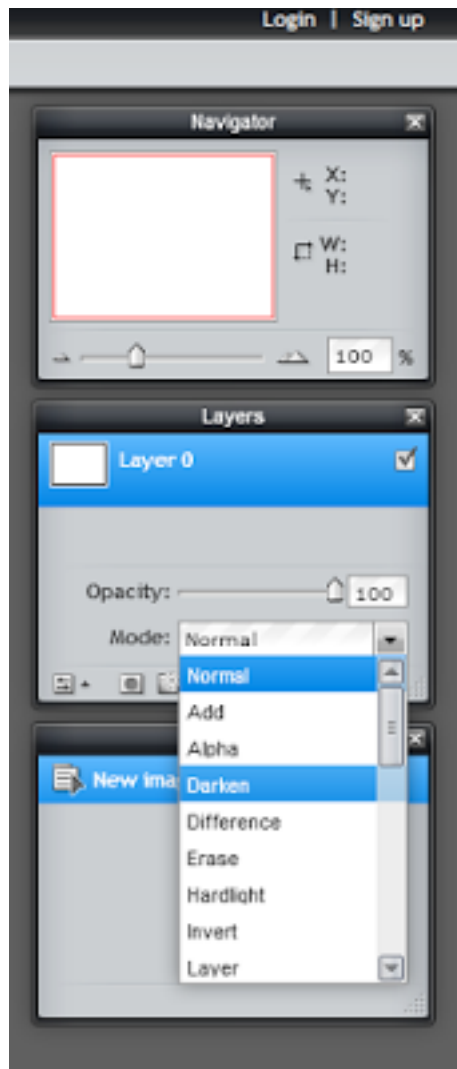 Login | Sign up
Navigator
X:
Y:
W:
H:
100 %
Layers
Layer 0
Opacity: 100
Mode: Normal
Normal
Add
Alpha
New ima
Darken
Difference
Erase
Hardlight
Invert
Layer